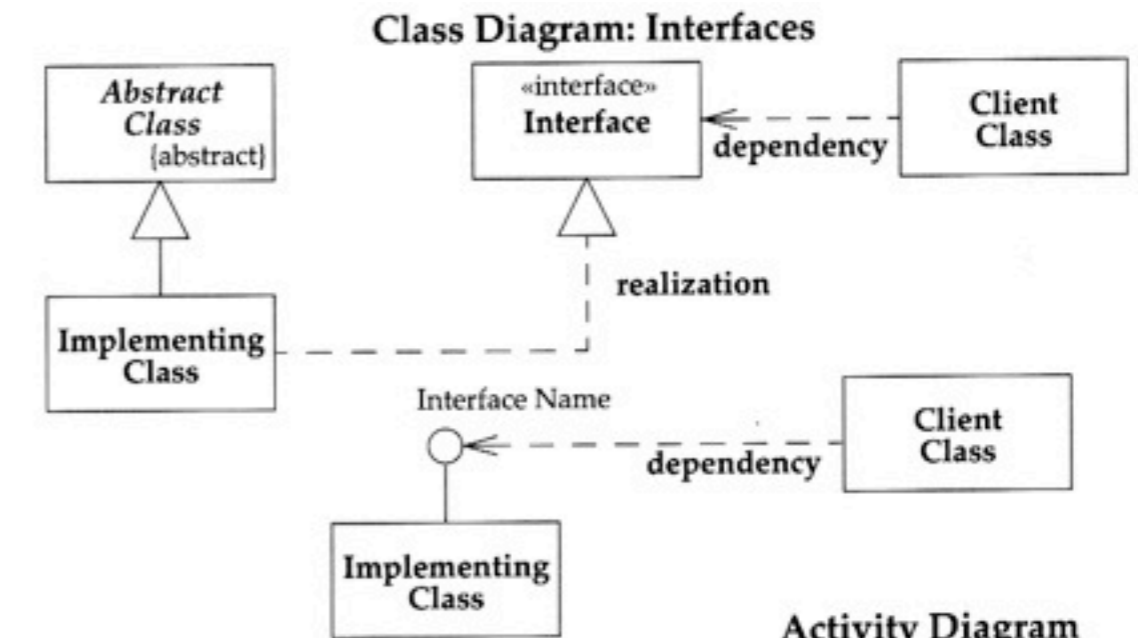 Class Diagram: Interfaces
Abstract
Class
{abstract}
«interface»
Interface
Client
Class
dependency
realization
Implementing
Class
Interface Name
Client
Class
dependency
Implementing
Class
Activity Diagram